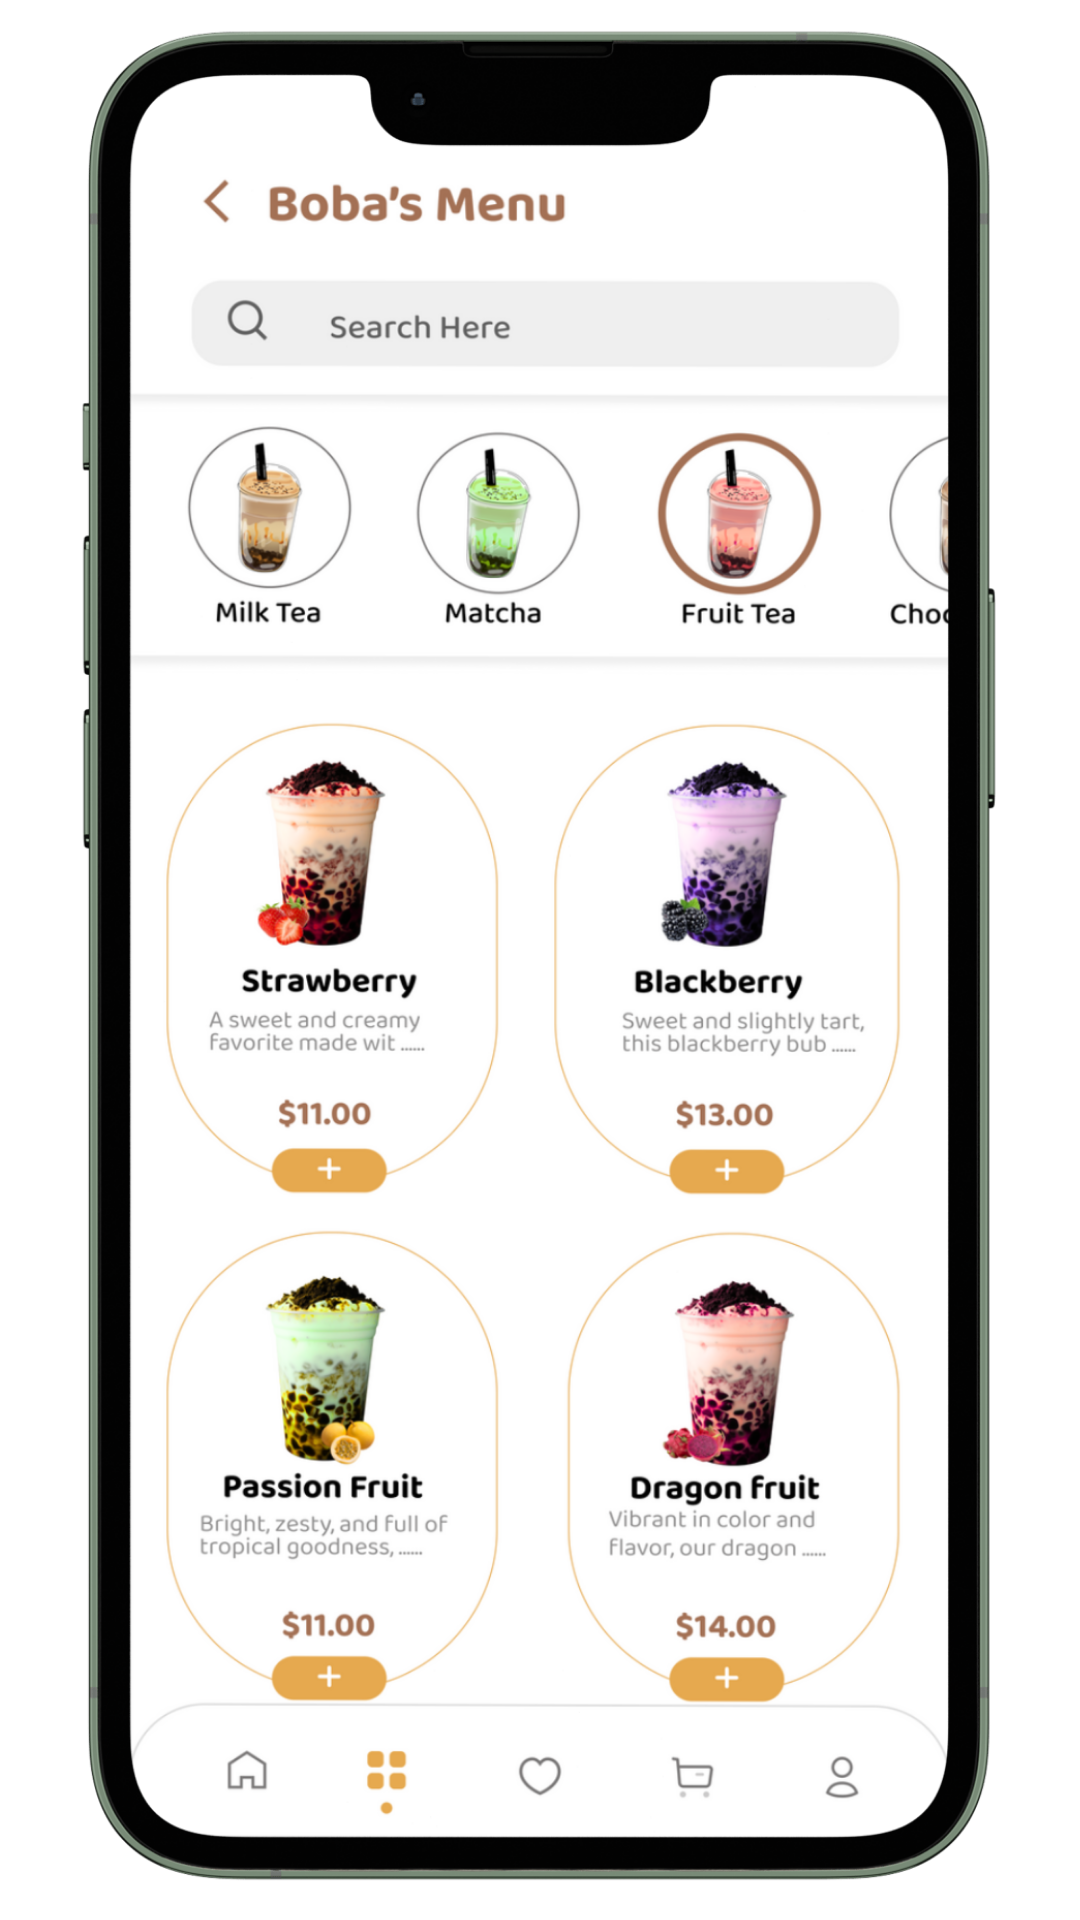 Boba's Menu
Search Here
Milk Tea
Matcha
Fruit Tea
Choc
Strawberry
A sweet and creamy
favorite made wit ......
$11.00
+
Blackberry
Sweet and slightly tart,
this blackberry bub ......
$13.00
+
Passion Fruit
Bright, zesty, and full of
tropical goodness, ......
$11.00
+
Dragon fruit
Vibrant in color and
flavor, our dragon ......
$14.00
+